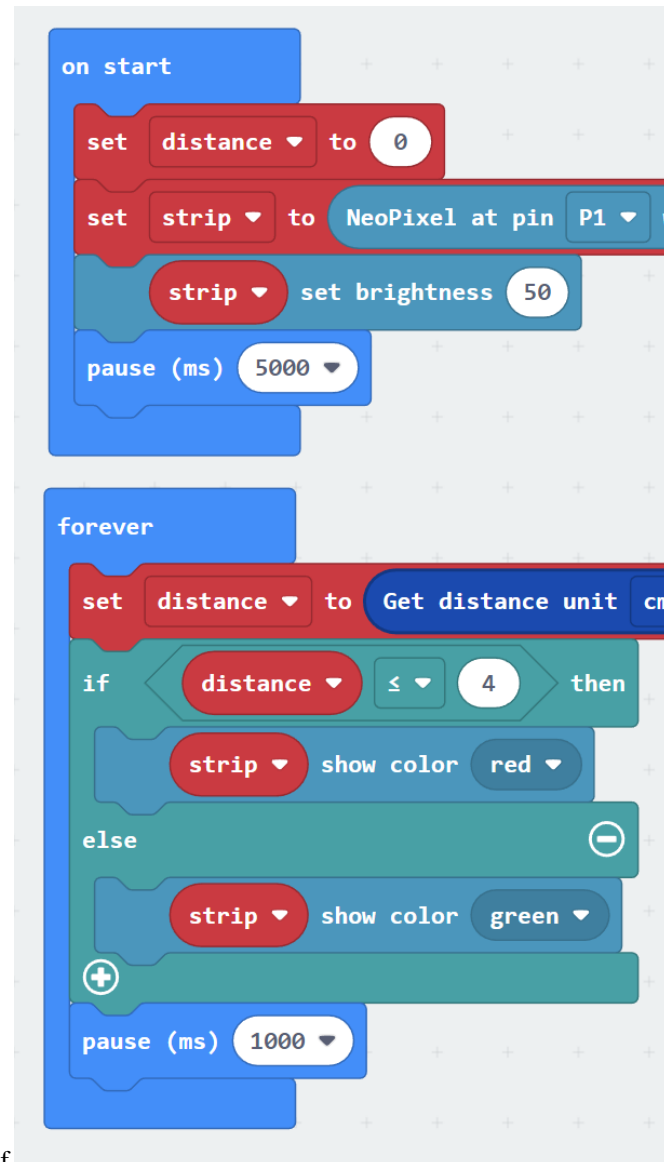 on start
set distance to 0
set strip to NeoPixel at pin P1
strip set brightness 50
pause (ms) 5000
forever
set distance to Get distance unit cm
if distance ≤ 4 then
strip show color red
else
strip show color green
pause (ms) 1000
f